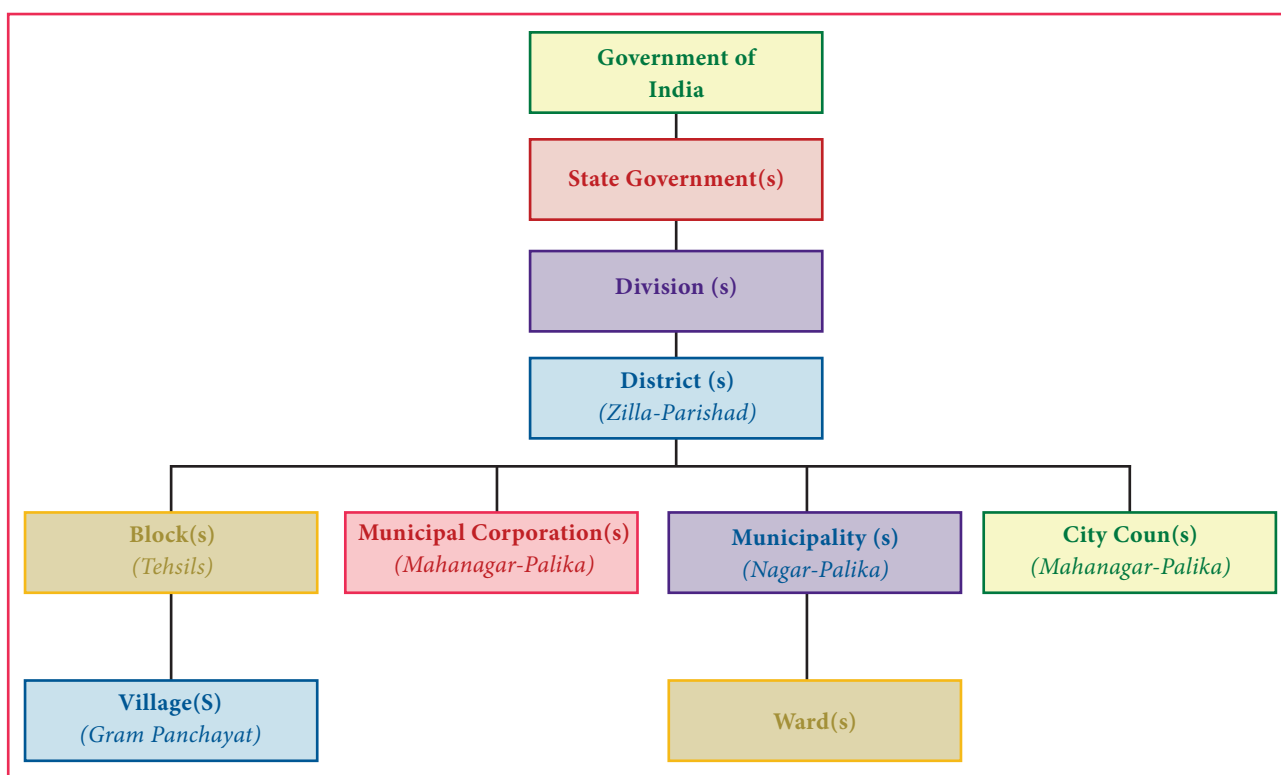 Government of
India
State Government(s)
Division (s)
District (s)
(Zilla-Parishad)
Block(s)
(Tehsils)
Municipal Corporation(s)
(Mahanagar-Palika)
Municipality (s)
(Nagar-Palika)
City Coun(s)
(Mahanagar-Palika)
Village(S)
(Gram Panchayat)
Ward(s)